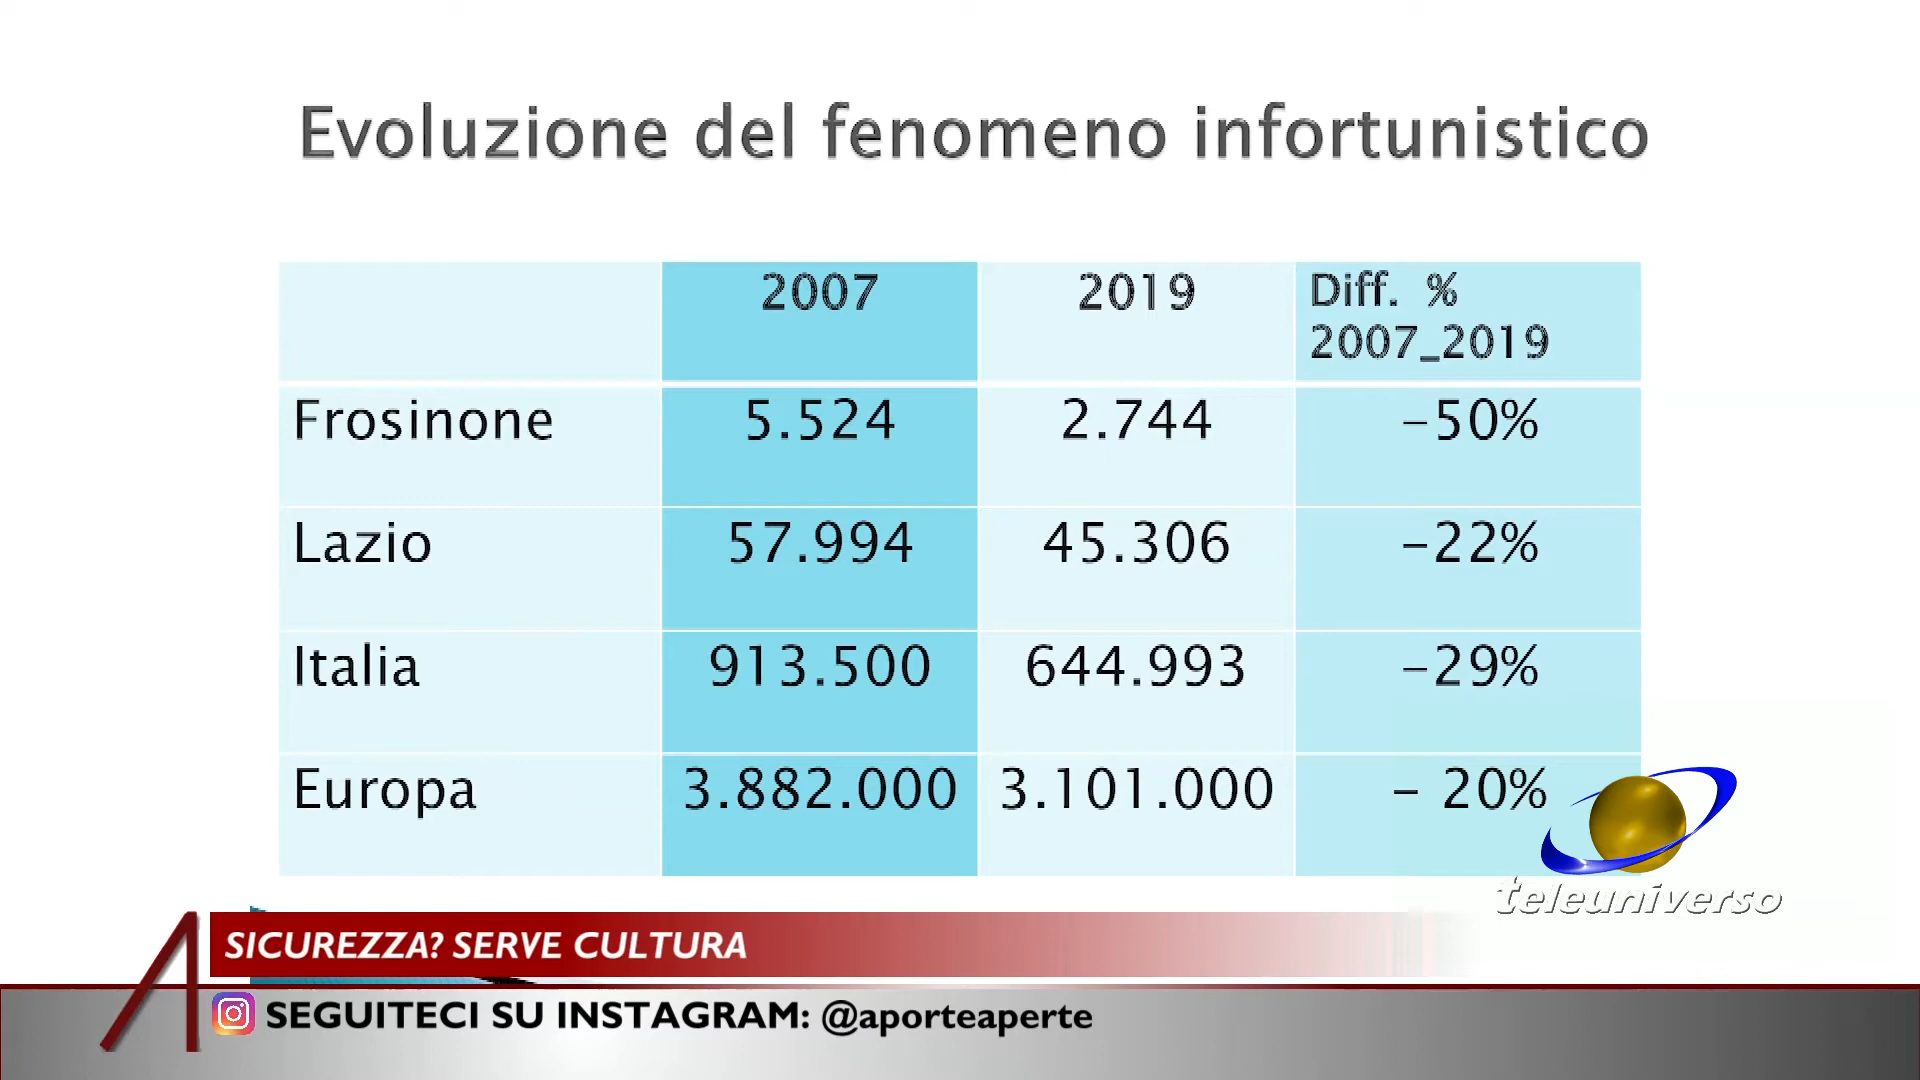 Evoluzione del fenomeno infortunistico
2007 2019 Diff. %
2007_2019
Frosinone 5.524 2.744 -50%
Lazio 57.994 45.306 -22%
Italia 913.500 644.993 -29%
Europa 3.882.000 3.101.000 - 20%
teleuniverso
SICUREZZA? SERVE CULTURA
SEGUITECI SU INSTAGRAM: @aporteaperte